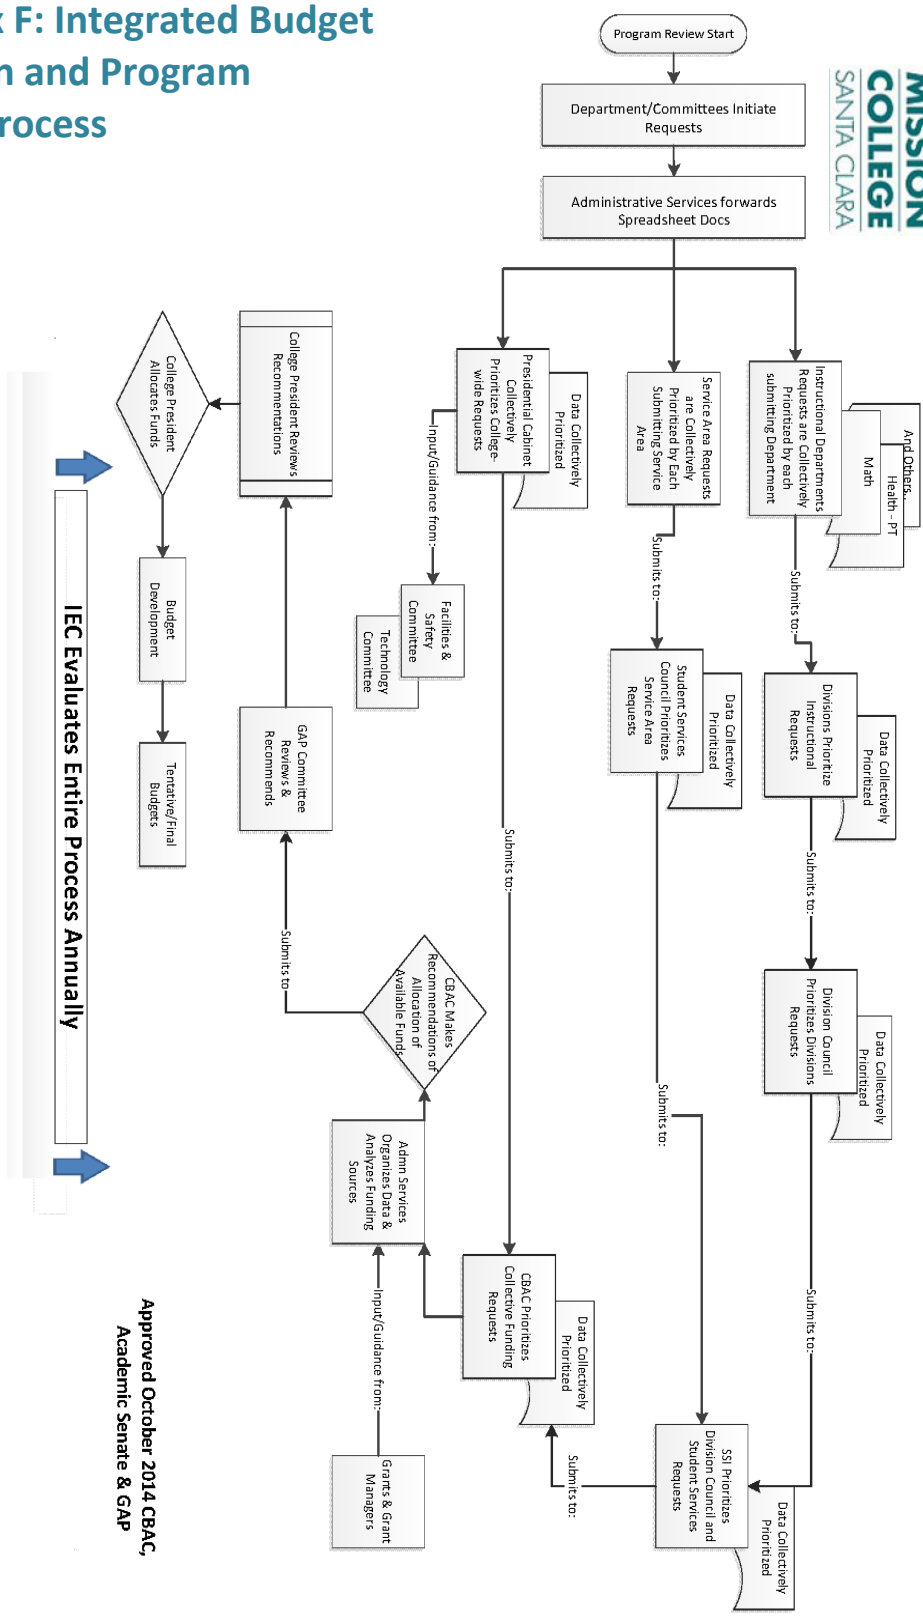 x F: Integrated Budget
n and Program
rocess
MISSION
COLLEGE
SANTA CLARA
Program Review Start
Department/Committees Initiate
Requests
Administrative Services forwards
Spreadsheet Docs
And Others..
Health - PT
Math
Instructional Departments
Requests are Collectively
Prioritized by each
submitting Department
Submits to:
Data Collectively
Prioritized
Divisions Prioritize
Instructional
Requests
Submits to:
Data Collectively
Prioritized
Division Council
Prioritizes Divisions
Requests
Submits to:
Service Area Requests
are Collectively
Prioritized by Each
Submitting Service
Area
Submits to:
Data Collectively
Prioritized
Student Services
Council Prioritizes
Service Area
Requests
Submits to:
Data Collectively
Prioritized
SSI Prioritizes
Division Council and
Student Services
Requests
Submits to:
Data Collectively
Prioritized
Presidential Cabinet
Collectively
Prioritizes College-
wide Requests
Input/Guidance from:
Facilities &
Safety
Committee
Technology
Committee
Submits to:
Data Collectively
Prioritized
CBAC Prioritizes
Collective Funding
Requests
Grants & Grant
Managers
Input/Guidance from:
Admn Services
Organizes Data &
Analyzes Funding
Sources
CBAC Makes
Recommendations of
Allocation of
Available Funds
Submits to
GAP Committee
Reviews &
Recommends
College President Reviews
Recommentations
College President
Allocates Funds
Budget
Development
Tentative/Final
Budgets
IEC Evaluates Entire Process Annually
Approved October 2014 CBAC,
Academic Senate & GAP